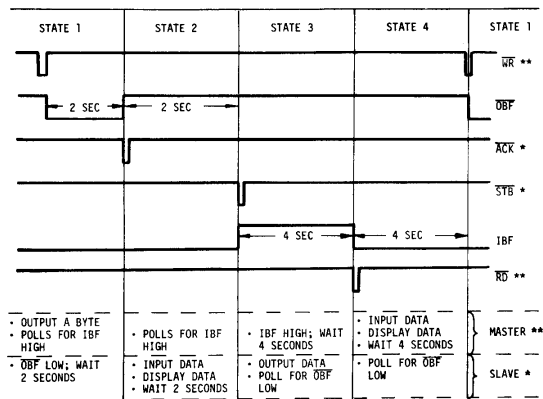 STATE 1 STATE 2 STATE 3 STATE 4 STATE 1
WR **
2 SEC 2 SEC OBF
ACK *
STB *
4 SEC 4 SEC IBF
RD **
• OUTPUT A BYTE
• POLLS FOR IBF HIGH
• POLLS FOR IBF HIGH
• IBF HIGH; WAIT 4 SECONDS
• INPUT DATA
• DISPLAY DATA
• WAIT 4 SECONDS
MASTER **
• OBF LOW; WAIT 2 SECONDS
• INPUT DATA
• DISPLAY DATA
• WAIT 2 SECONDS
• OUTPUT DATA
• POLL FOR OBF LOW
• POLL FOR OBF LOW
SLAVE *